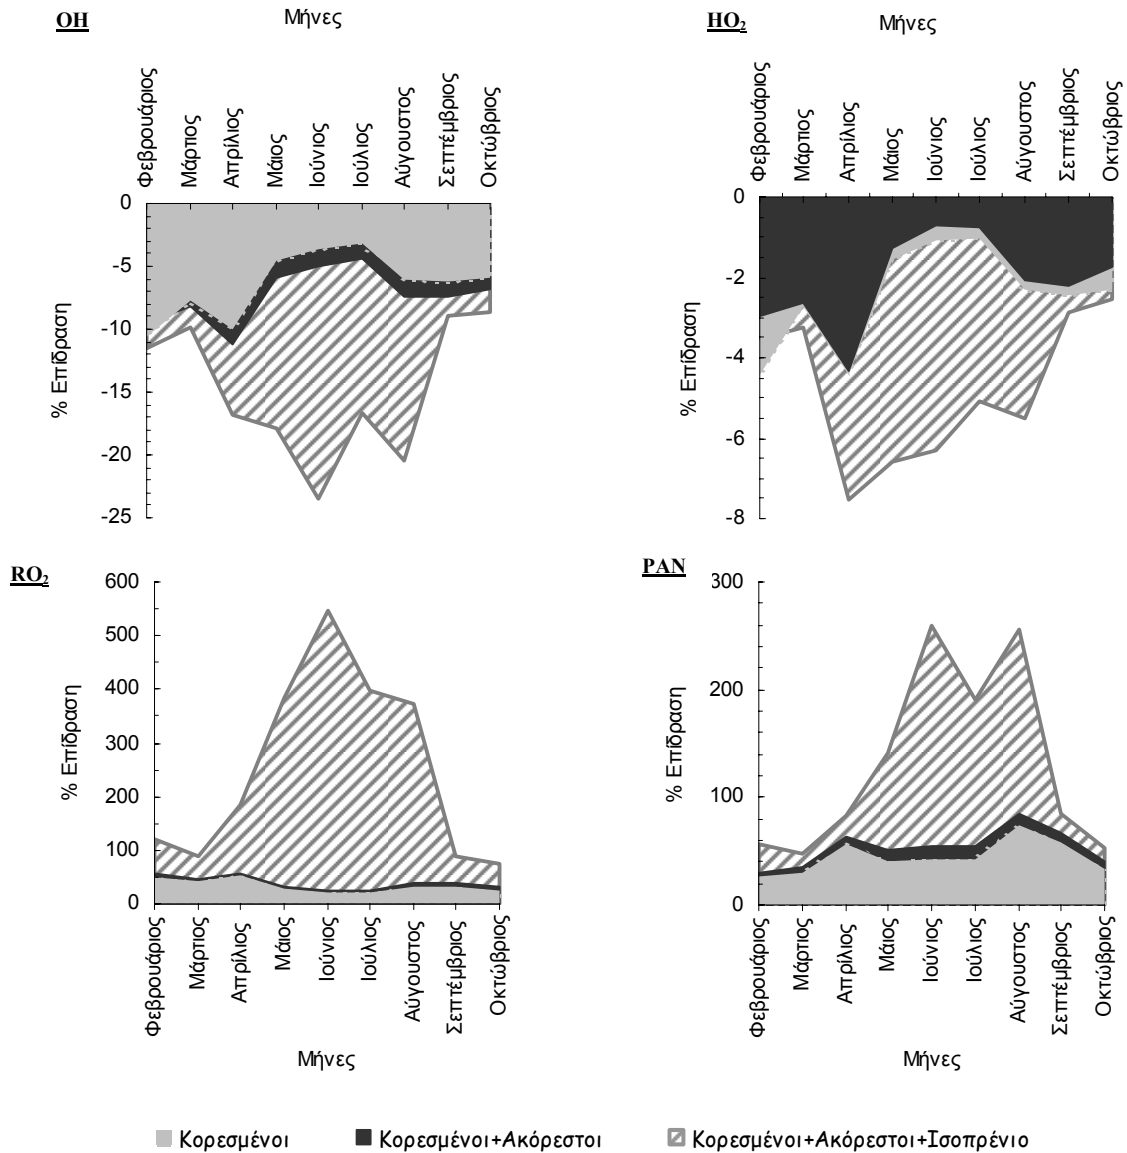 OH
Μήνες
Φεβρουάριος
Μάρτιος
Απρίλιος
Μάιος
Ιούνιος
Ιούλιος
Αύγουστος
Σεπτέμβριος
Οκτώβριος
0
-5
-10
-15
-20
-25
% Επίδραση
HO₂
Μήνες
Φεβρουάριος
Μάρτιος
Απρίλιος
Μάιος
Ιούνιος
Ιούλιος
Αύγουστος
Σεπτέμβριος
Οκτώβριος
0
-2
-4
-6
-8
% Επίδραση
RO₂
600
500
400
300
200
100
0
% Επίδραση
Φεβρουάριος
Μάρτιος
Απρίλιος
Μάιος
Ιούνιος
Ιούλιος
Αύγουστος
Σεπτέμβριος
Οκτώβριος
Μήνες
PAN
300
200
100
0
% Επίδραση
Φεβρουάριος
Μάρτιος
Απρίλιος
Μάιος
Ιούνιος
Ιούλιος
Αύγουστος
Σεπτέμβριος
Οκτώβριος
Μήνες
Κορεσμένοι
Κορεσμένοι+Ακόρεστοι
Κορεσμένοι+Ακόρεστοι+Ισοπρένιο